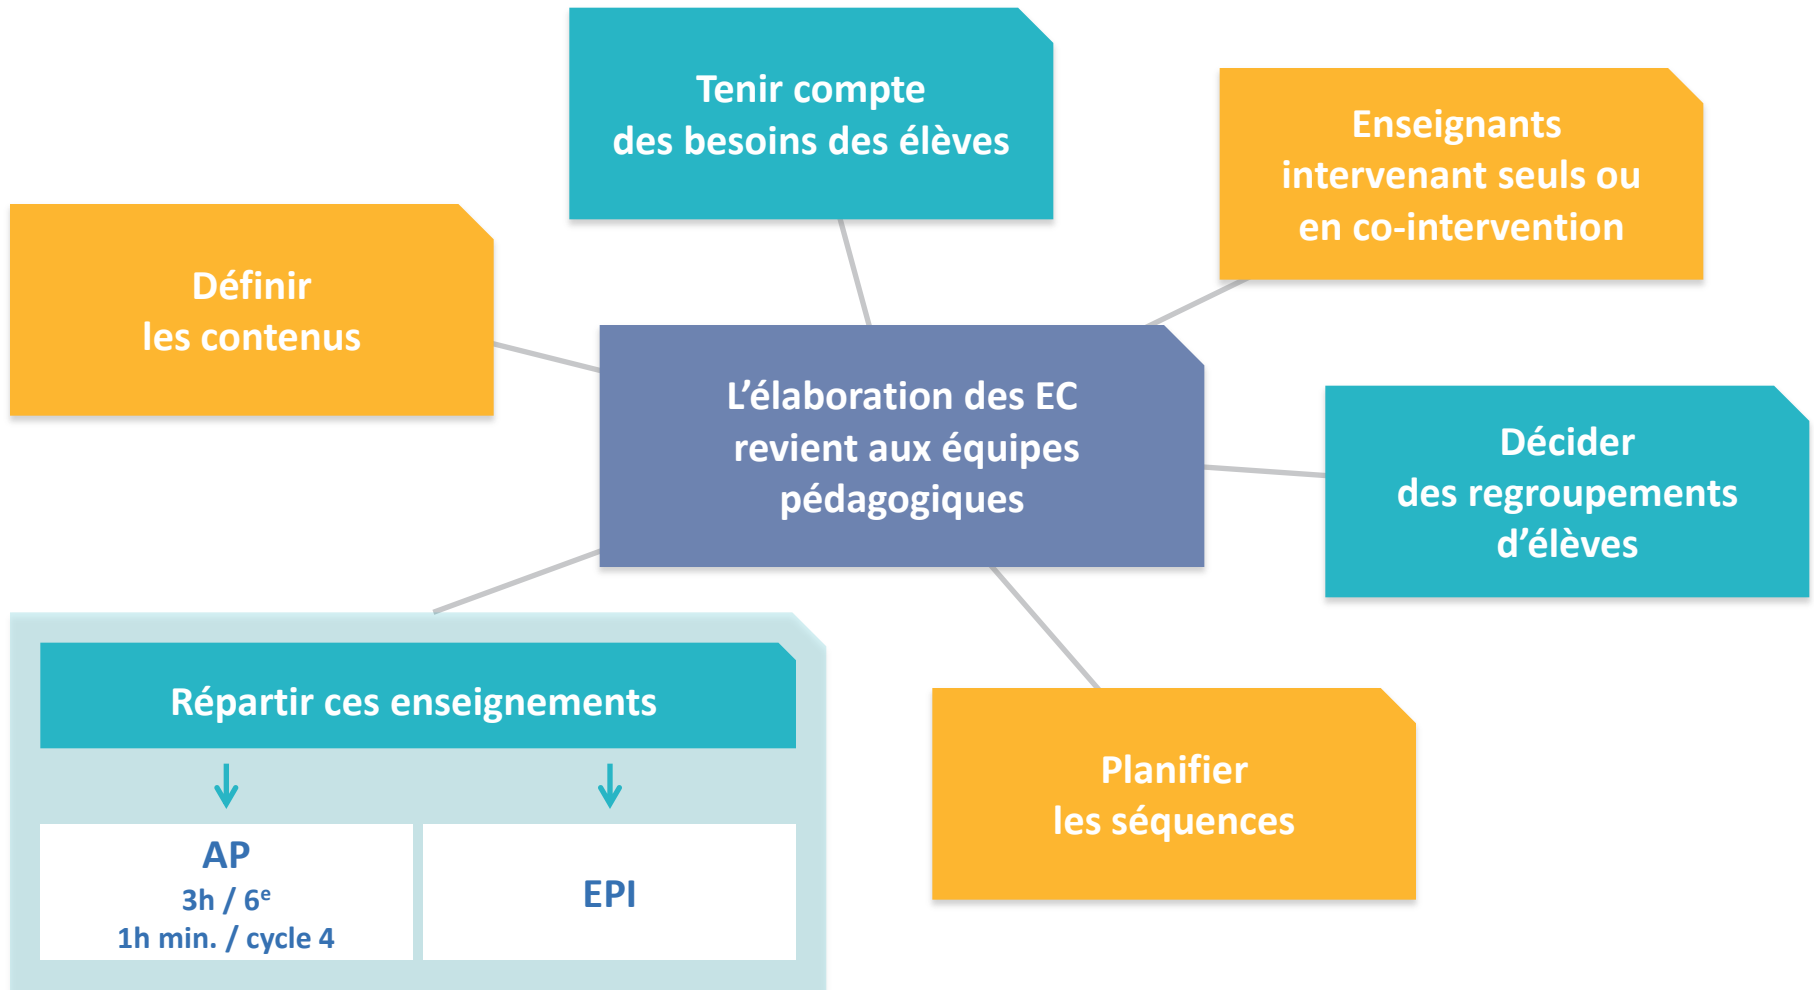 Tenir compte
des besoins des élèves
Enseignants
intervenant seuls ou
en co-intervention
Définir
les contenus
L’élaboration des EC
revient aux équipes
pédagogiques
Décider
des regroupements
d’élèves
Répartir ces enseignements
AP
3h / 6ᵉ
1h min. / cycle 4
EPI
Planifier
les séquences